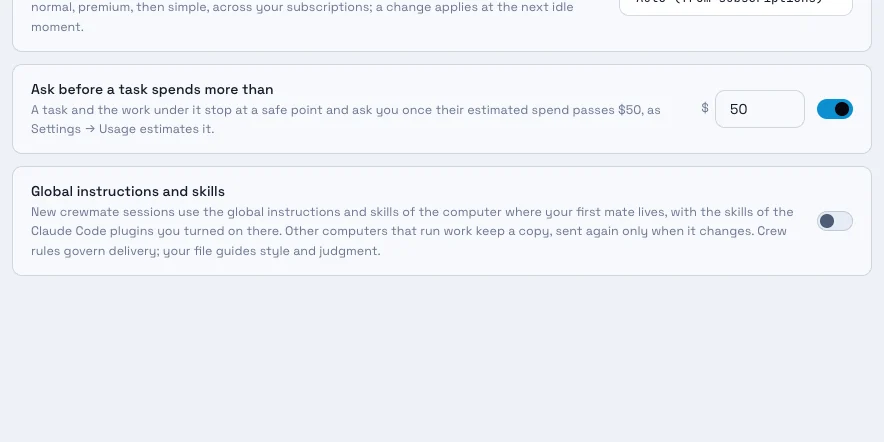 normal, premium, then simple, across your subscriptions; a change applies at the next idle
moment.
Ask before a task spends more than
A task and the work under it stop at a safe point and ask you once their estimated spend passes $50, as
Settings → Usage estimates it.
$ 50
Global instructions and skills
New crewmate sessions use the global instructions and skills of the computer where your first mate lives, with the skills of the
Claude Code plugins you turned on there. Other computers that run work keep a copy, sent again only when it changes. Crew
rules govern delivery; your file guides style and judgment.